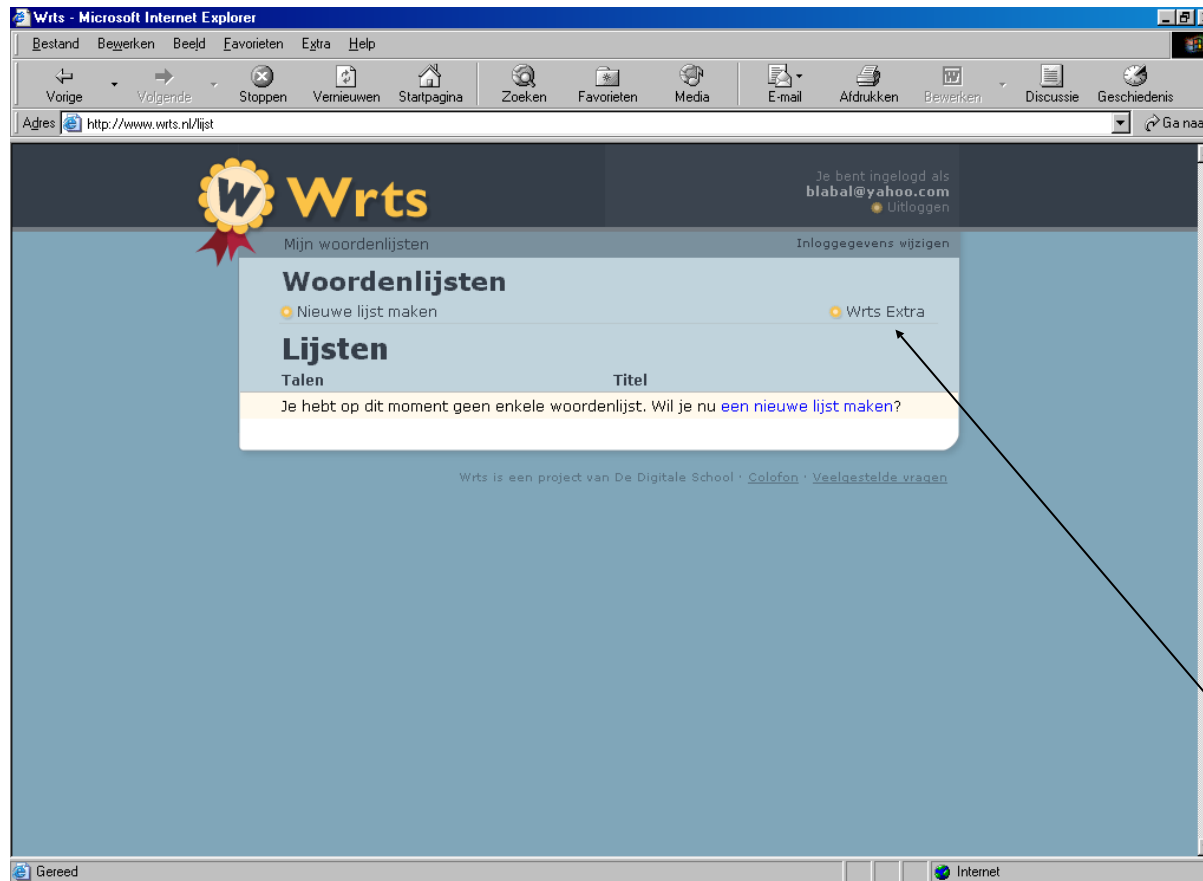 Wrts - Microsoft Internet Explorer
Bestand Bewerken Beeld Favorieten Extra Help
Vorige Volgende Stoppen Vernieuwen Startpagina Zoeken Favorieten Media E-mail Afdrukken Bewerken Discussie Geschiedenis
Adres http://www.wrts.nl/lijst Ga naa
W Wrts
Je bent ingelogd als
blabal@yahoo.com
Uitloggen
Mijn woordenlijsten Inloggegevens wijzigen
Woordenlijsten
Nieuwe lijst maken Wrts Extra
Lijsten
Talen Titel
Je hebt op dit moment geen enkele woordenlijst. Wil je nu een nieuwe lijst maken?
Wrts is een project van De Digitale School · Colofon · Veelgestelde vragen
Gereed Internet